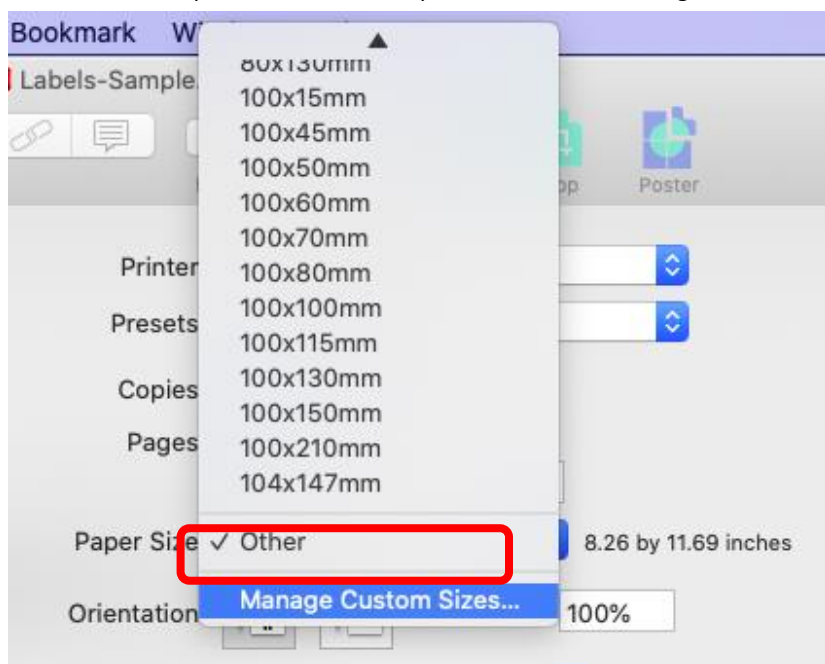 Bookmark W
Labels-Sample.
80x130mm
100x15mm
100x45mm
100x50mm
100x60mm
100x70mm
100x80mm
100x100mm
100x115mm
100x130mm
100x150mm
100x210mm
104x147mm
Poster
Printer
Presets
Copies
Pages
Paper Size ✓ Other 8.26 by 11.69 inches
Orientation Manage Custom Sizes... 100%